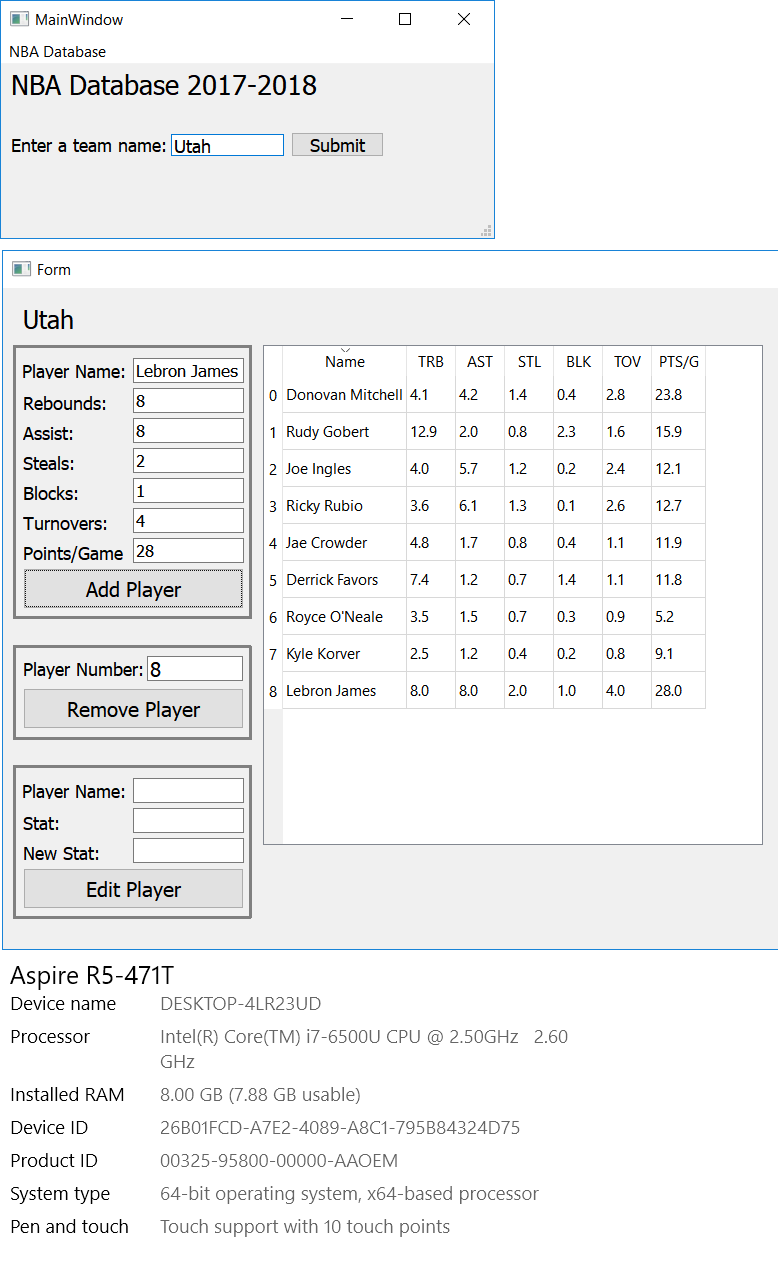 MainWindow
NBA Database
NBA Database 2017-2018
Enter a team name: Utah Submit
Form
Utah
Player Name: Lebron James
Rebounds: 8
Assist: 8
Steals: 2
Blocks: 1
Turnovers: 4
Points/Game 28
Add Player
Player Number: 8
Remove Player
Player Name:
Stat:
New Stat:
Edit Player
Name TRB AST STL BLK TOV PTS/G
0 Donovan Mitchell 4.1 4.2 1.4 0.4 2.8 23.8
1 Rudy Gobert 12.9 2.0 0.8 2.3 1.6 15.9
2 Joe Ingles 4.0 5.7 1.2 0.2 2.4 12.1
3 Ricky Rubio 3.6 6.1 1.3 0.1 2.6 12.7
4 Jae Crowder 4.8 1.7 0.8 0.4 1.1 11.9
5 Derrick Favors 7.4 1.2 0.7 1.4 1.1 11.8
6 Royce O'Neale 3.5 1.5 0.7 0.3 0.9 5.2
7 Kyle Korver 2.5 1.2 0.4 0.2 0.8 9.1
8 Lebron James 8.0 8.0 2.0 1.0 4.0 28.0
Aspire R5-471T
Device name DESKTOP-4LR23UD
Processor Intel(R) Core(TM) i7-6500U CPU @ 2.50GHz 2.60
GHz
Installed RAM 8.00 GB (7.88 GB usable)
Device ID 26B01FCD-A7E2-4089-A8C1-795B84324D75
Product ID 00325-95800-00000-AAOEM
System type 64-bit operating system, x64-based processor
Pen and touch Touch support with 10 touch points